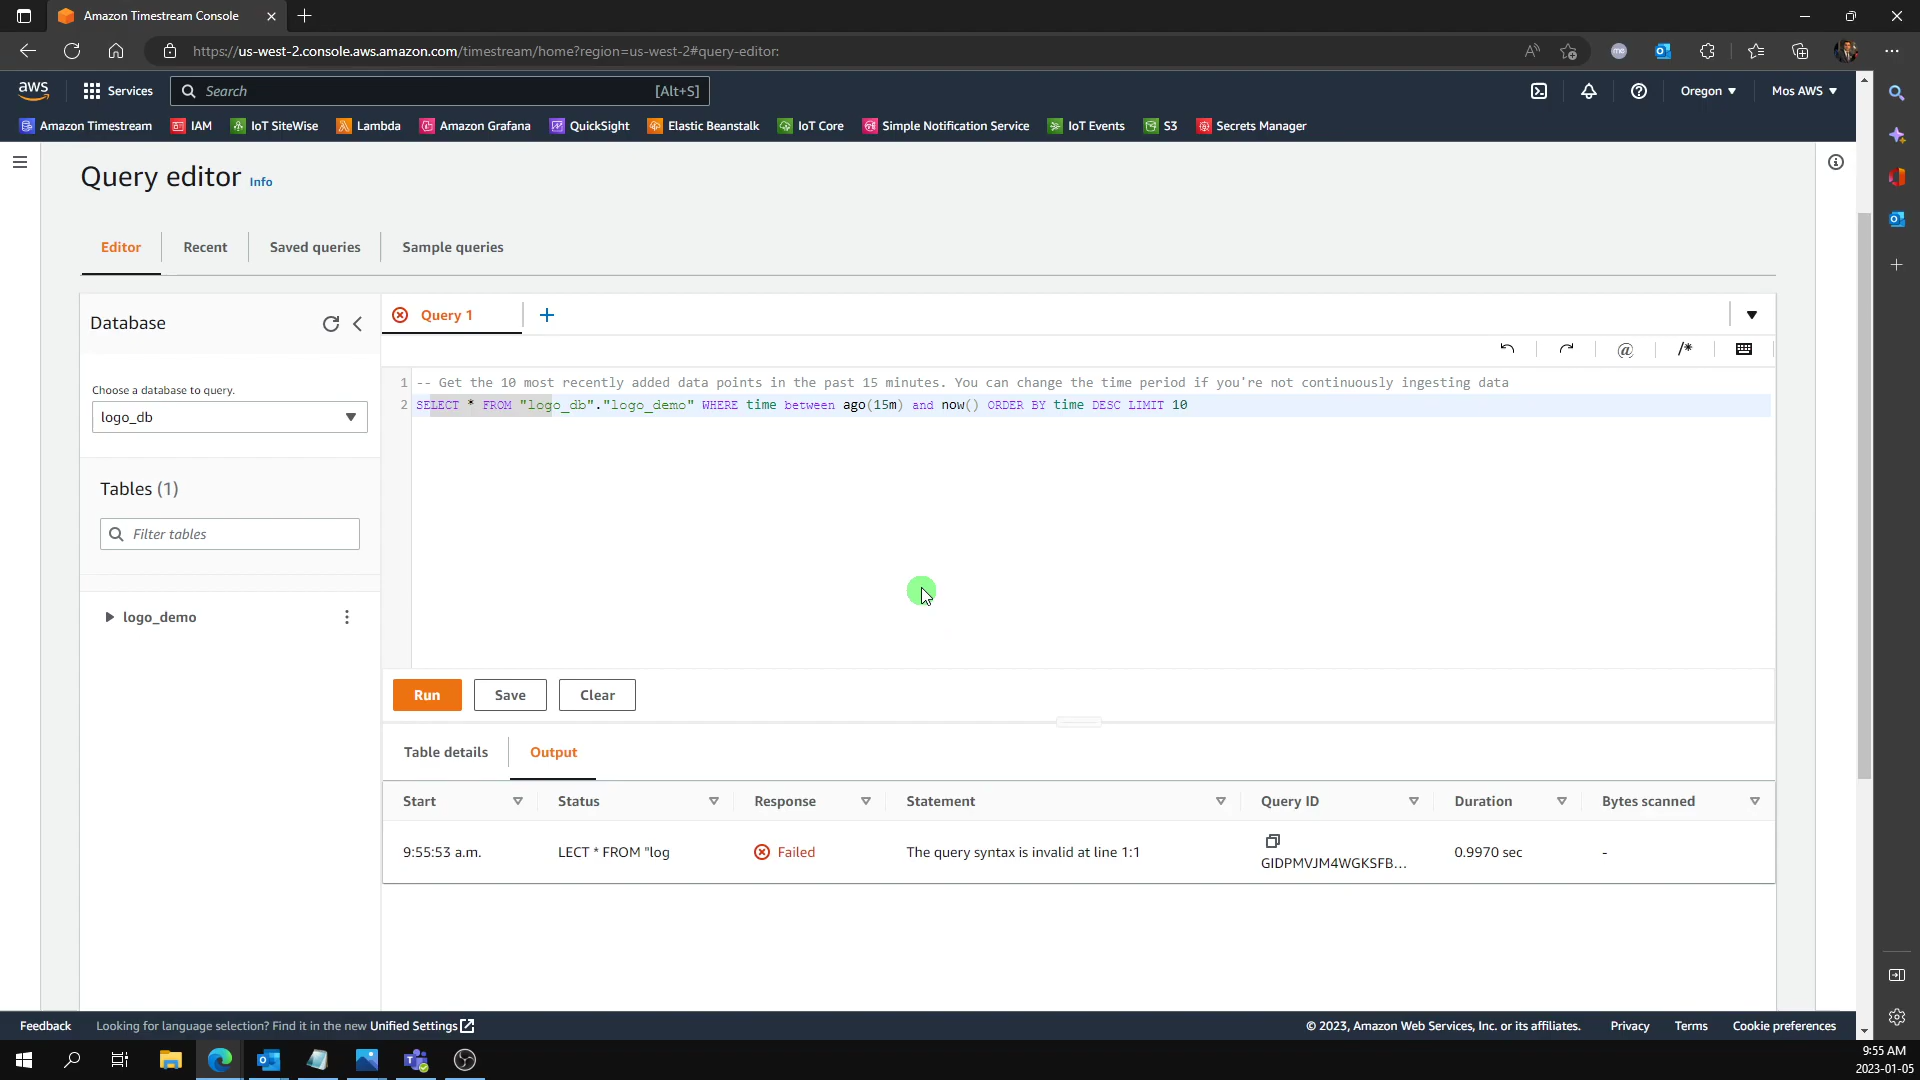 Amazon Timestream Console
https://us-west-2.console.aws.amazon.com/timestream/home?region=us-west-2#query-editor:
aws Services Search [Alt+S] Oregon Mos AWS
Amazon Timestream IAM IoT SiteWise Lambda Amazon Grafana QuickSight Elastic Beanstalk IoT Core Simple Notification Service IoT Events S3 Secrets Manager
Query editor Info
Editor Recent Saved queries Sample queries
Database
Query 1
Choose a database to query.
logo_db
Tables (1)
Filter tables
logo_demo
@ /*
1 -- Get the 10 most recently added data points in the past 15 minutes. You can change the time period if you're not continuously ingesting data
2 SELECT * FROM "logo_db"."logo_demo" WHERE time between ago(15m) and now() ORDER BY time DESC LIMIT 10
Run Save Clear
Table details Output
Start Status Response Statement Query ID Duration Bytes scanned
9:55:53 a.m. LECT * FROM "log Failed The query syntax is invalid at line 1:1 GIDPMVJM4WGKSFB... 0.9970 sec -
Feedback Looking for language selection? Find it in the new Unified Settings © 2023, Amazon Web Services, Inc. or its affiliates. Privacy Terms Cookie preferences
9:55 AM
2023-01-05